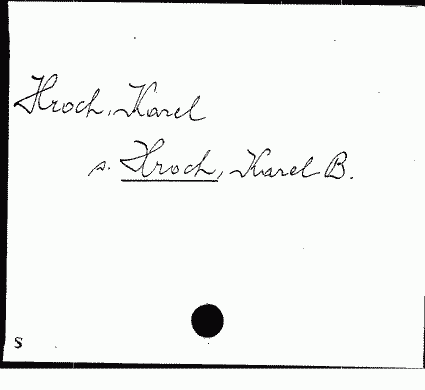 Hroch, Karel
s. Hroch, Karel B.
S